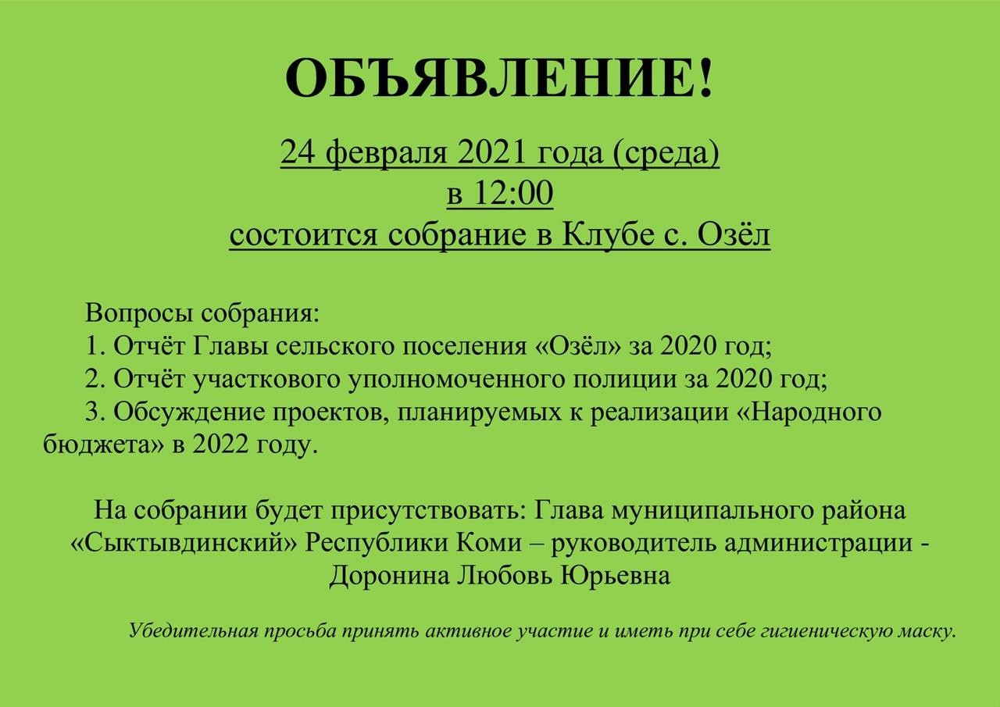 ОБЪЯВЛЕНИЕ!
24 февраля 2021 года (среда)
в 12:00
состоится собрание в Клубе с. Озёл
Вопросы собрания:
1. Отчёт Главы сельского поселения «Озёл» за 2020 год;
2. Отчёт участкового уполномоченного полиции за 2020 год;
3. Обсуждение проектов, планируемых к реализации «Народного
бюджета» в 2022 году.
На собрании будет присутствовать: Глава муниципального района
«Сыктывдинский» Республики Коми – руководитель администрации -
Доронина Любовь Юрьевна
Убедительная просьба принять активное участие и иметь при себе гигиеническую маску.